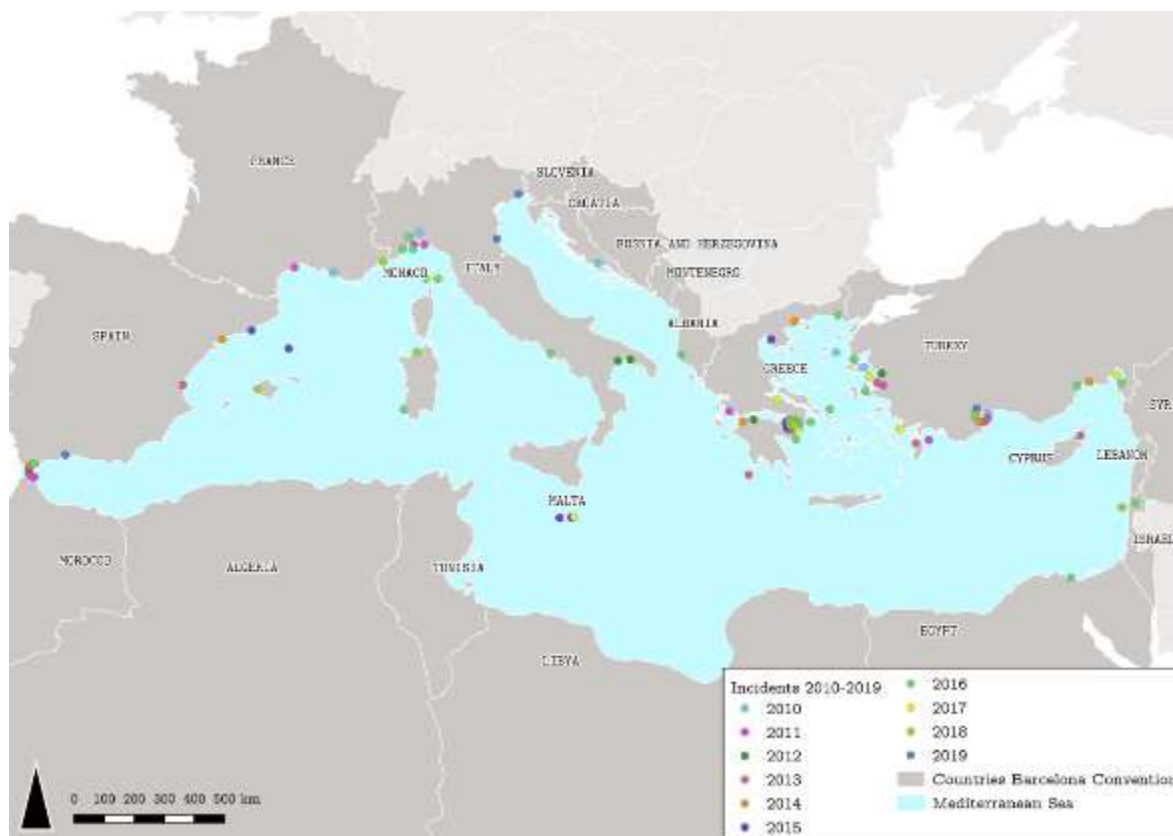 SLOVENIA
FRANCE
CROATIA
BOSNIA AND HERZEGOVINA
MONACO
ITALY
MONTENEGRO
ALBANIA
SPAIN
TURKY
GREECE
SYR
CYPRUS
LEBANON
MALTA
ISRAEL
MOROCCO
ALGERIA
TUNISIA
EGYPT
LIBYA
Incidents 2010-2019
2010
2011
2012
2013
2014
2015
2016
2017
2018
2019
Countries Barcelona Convention
Mediterranean Sea
0 100 200 300 400 500 km